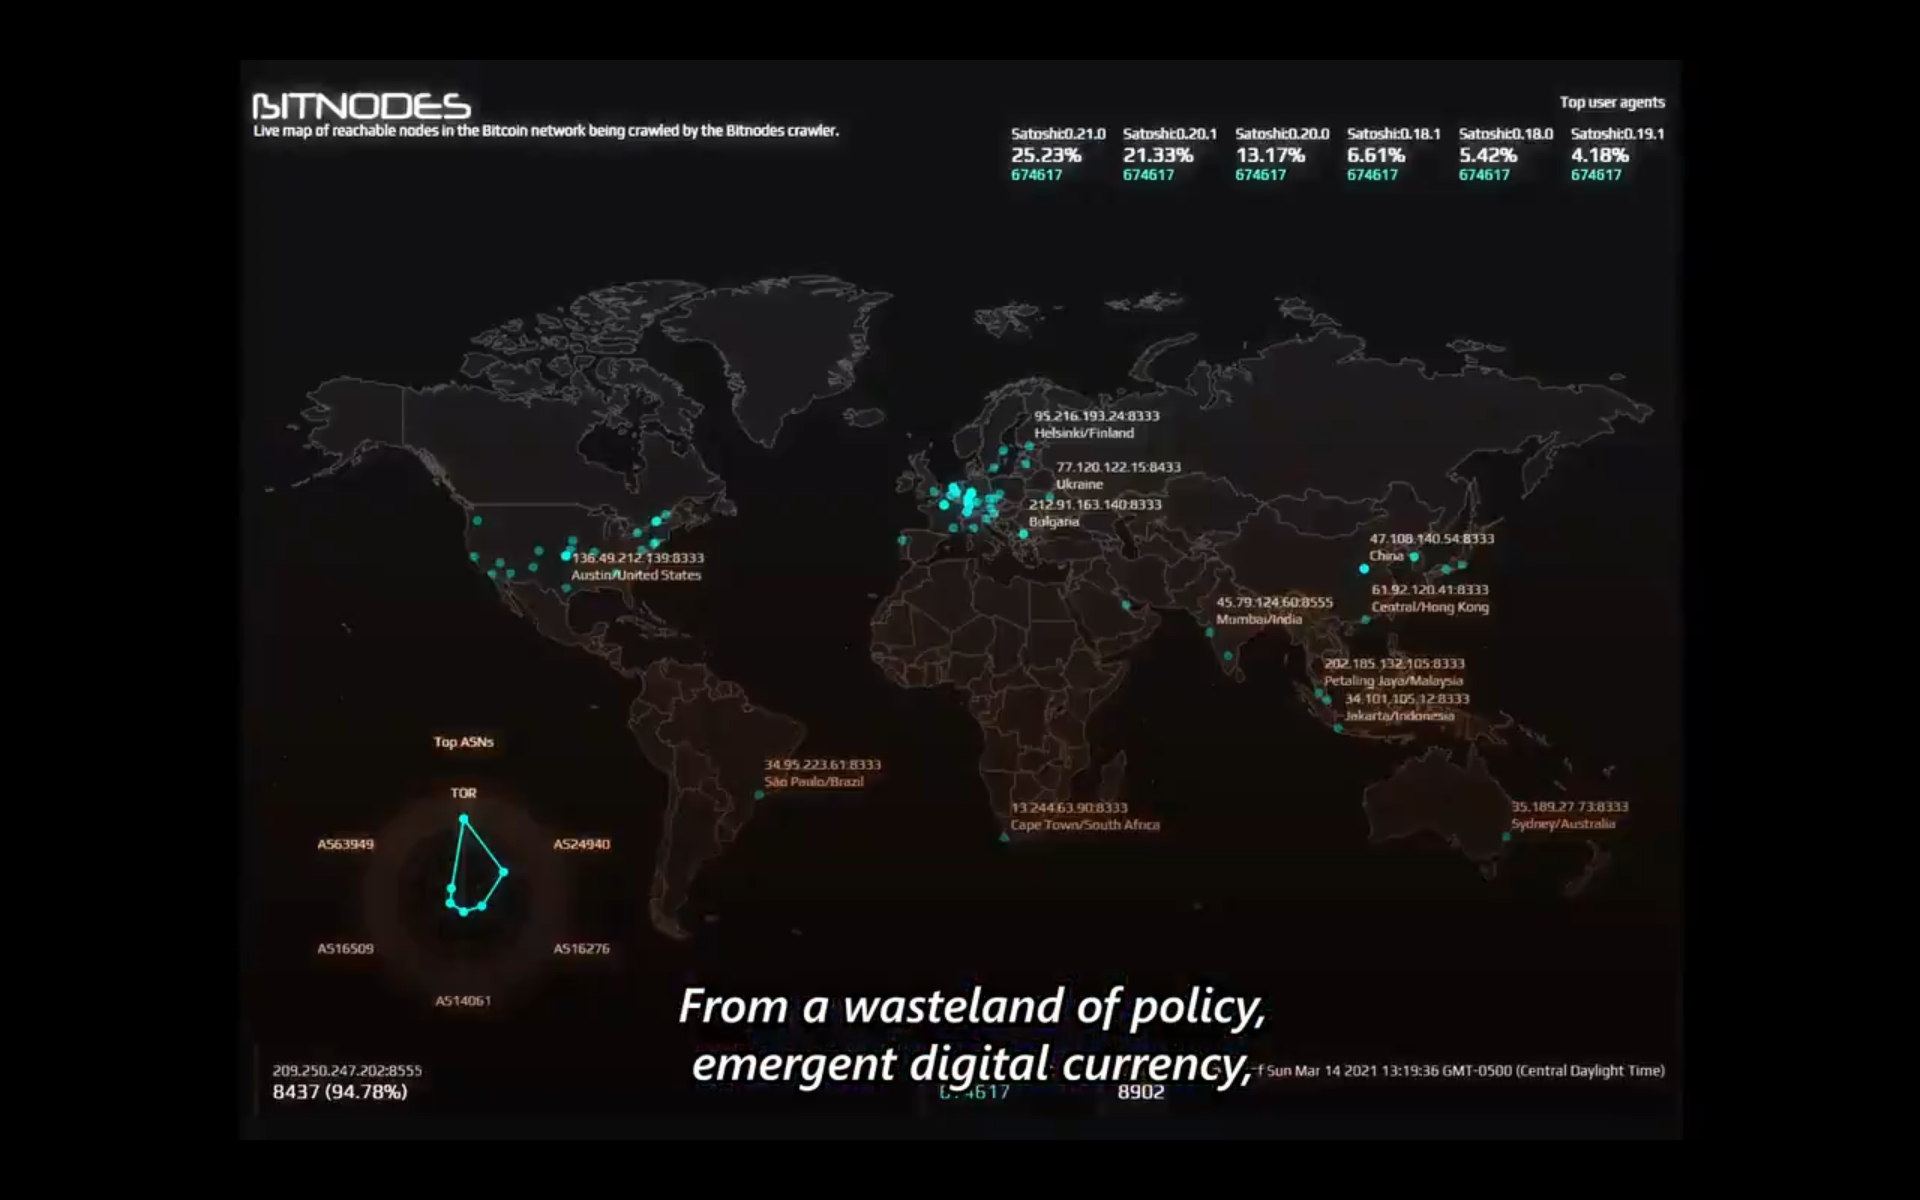 BITNODES
Live map of reachable nodes in the Bitcoin network being crawled by the Bitnodes crawler.
Top user agents
Satoshi:0.21.0 Satoshi:0.20.1 Satoshi:0.20.0 Satoshi:0.18.1 Satoshi:0.18.0 Satoshi:0.19.1
25.23% 21.33% 13.17% 6.61% 5.42% 4.18%
674617 674617 674617 674617 674617 674617
95.216.193.24:8333
Helsinki/Finland
77.120.122.15:8433
Ukraine
212.91.163.140:8333
Bulgaria
136.49.212.139:8333
Austin/United States
47.108.140.54:8333
China
61.92.120.41:8333
Central/Hong Kong
45.79.124.60:8555
Mumbai/India
202.185.132.105:8333
Petaling Jaya/Malaysia
34.101.105.12:8333
Jakarta/Indonesia
34.95.223.61:8333
São Paulo/Brazil
13.244.63.90:8333
Cape Town/South Africa
35.189.27.73:8333
Sydney/Australia
Top ASNs
TOR
AS63949 AS24940
AS16509 AS16276
AS14061
From a wasteland of policy,
emergent digital currency,
209.250.247.202:8555
8437 (94.78%)
8902
Sun Mar 14 2021 13:19:36 GMT-0500 (Central Daylight Time)